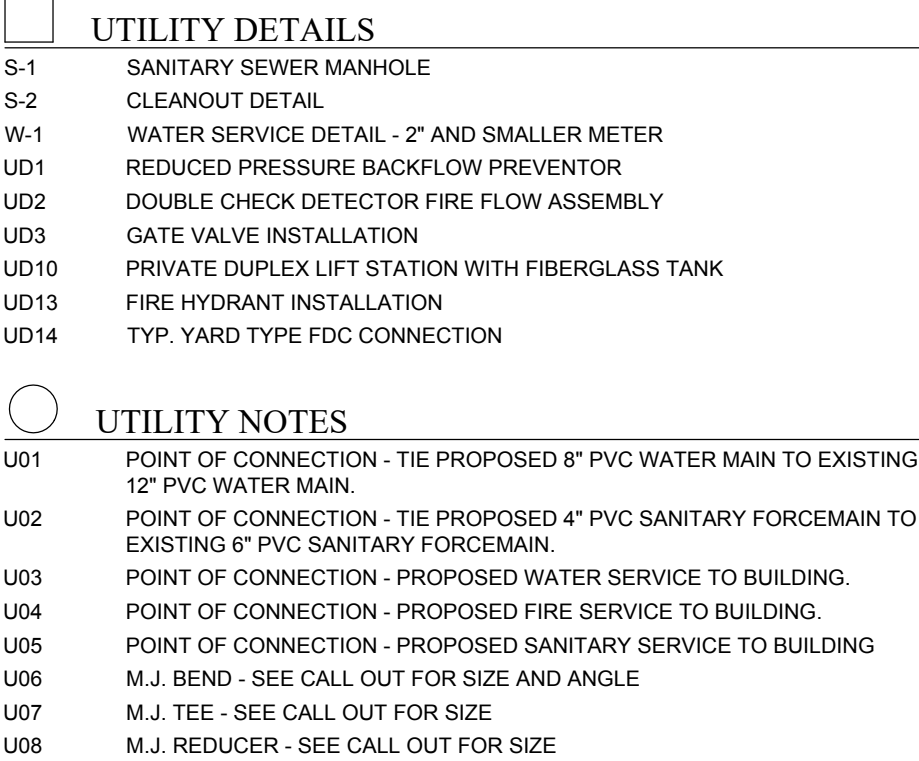 UTILITY DETAILS
S-1 SANITARY SEWER MANHOLE
S-2 CLEANOUT DETAIL
W-1 WATER SERVICE DETAIL - 2" AND SMALLER METER
UD1 REDUCED PRESSURE BACKFLOW PREVENTOR
UD2 DOUBLE CHECK DETECTOR FIRE FLOW ASSEMBLY
UD3 GATE VALVE INSTALLATION
UD10 PRIVATE DUPLEX LIFT STATION WITH FIBERGLASS TANK
UD13 FIRE HYDRANT INSTALLATION
UD14 TYP. YARD TYPE FDC CONNECTION
UTILITY NOTES
U01 POINT OF CONNECTION - TIE PROPOSED 8" PVC WATER MAIN TO EXISTING
12" PVC WATER MAIN.
U02 POINT OF CONNECTION - TIE PROPOSED 4" PVC SANITARY FORCEMAIN TO
EXISTING 6" PVC SANITARY FORCEMAIN.
U03 POINT OF CONNECTION - PROPOSED WATER SERVICE TO BUILDING.
U04 POINT OF CONNECTION - PROPOSED FIRE SERVICE TO BUILDING.
U05 POINT OF CONNECTION - PROPOSED SANITARY SERVICE TO BUILDING
U06 M.J. BEND - SEE CALL OUT FOR SIZE AND ANGLE
U07 M.J. TEE - SEE CALL OUT FOR SIZE
U08 M.J. REDUCER - SEE CALL OUT FOR SIZE